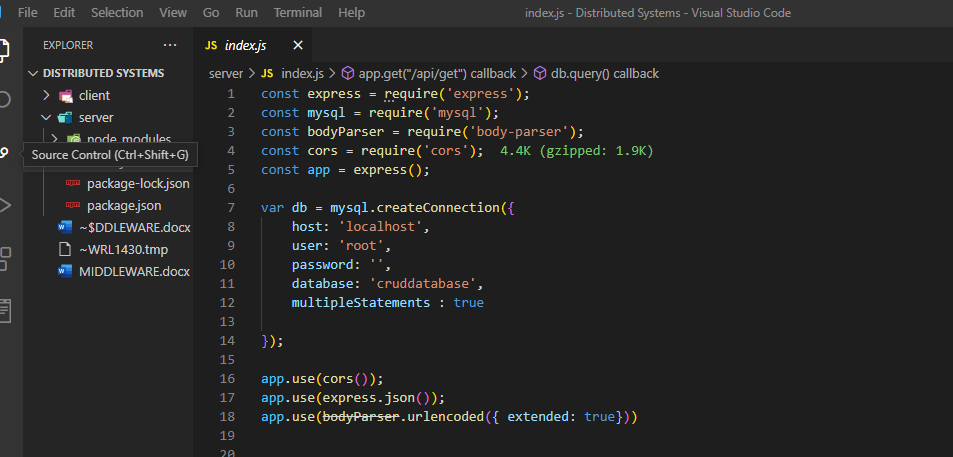 File Edit Selection View Go Run Terminal Help index.js - Distributed Systems - Visual Studio Code
EXPLORER ···
JS index.js ×
DISTRIBUTED SYSTEMS
server > JS index.js > app.get("/api/get") callback > db.query() callback
client
server
node_modules
Source Control (Ctrl+Shift+G)
package-lock.json
package.json
~$DDLEWARE.docx
~WRL1430.tmp
MIDDLEWARE.docx
1 const express = require('express');
2 const mysql = require('mysql');
3 const bodyParser = require('body-parser');
4 const cors = require('cors'); 4.4K (gzipped: 1.9K)
5 const app = express();
6
7 var db = mysql.createConnection({
8 host: 'localhost',
9 user: 'root',
10 password: '',
11 database: 'cruddatabase',
12 multipleStatements : true
13
14 });
15
16 app.use(cors());
17 app.use(express.json());
18 app.use(bodyParser.urlencoded({ extended: true}))
19
20